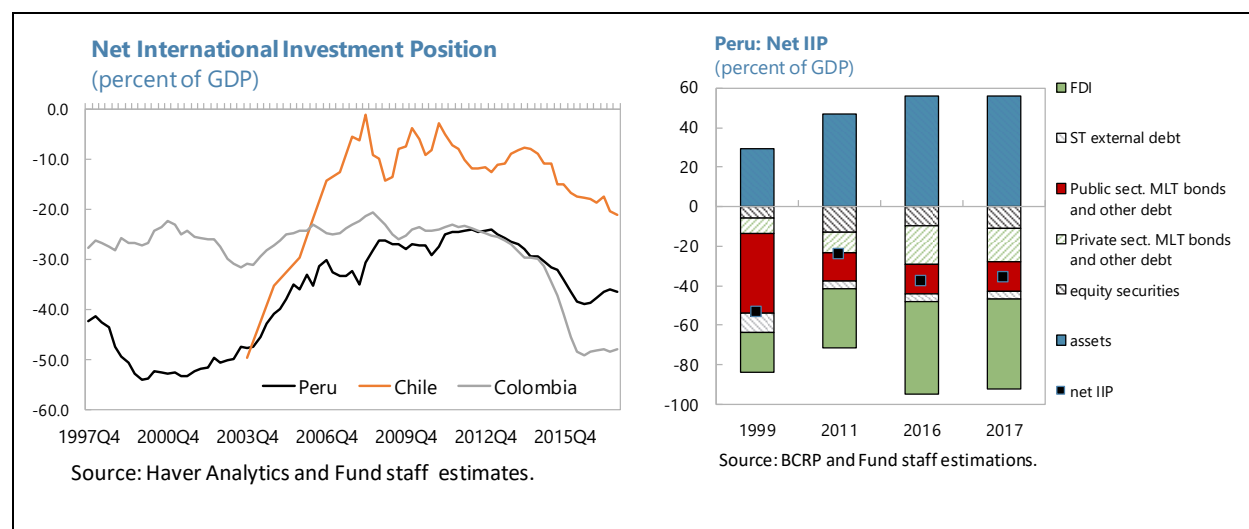 Net International Investment Position
(percent of GDP)
0.0
-10.0
-20.0
-30.0
-40.0
-50.0
-60.0
Peru
Chile
Colombia
1997Q4 2000Q4 2003Q4 2006Q4 2009Q4 2012Q4 2015Q4
Source: Haver Analytics and Fund staff estimates.
Peru: Net IIP
(percent of GDP)
60
40
20
0
-20
-40
-60
-80
-100
1999 2011 2016 2017
FDI
ST external debt
Public sect. MLT bonds
and other debt
Private sect. MLT bonds
and other debt
equity securities
assets
net IIP
Source: BCRP and Fund staff estimations.